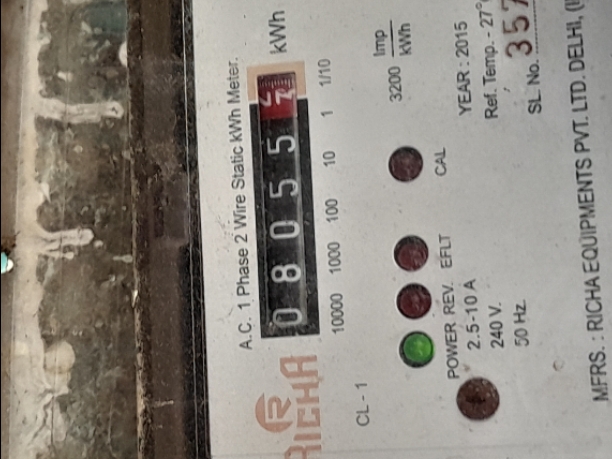 A.C. 1 Phase 2 Wire Static kWh Meter.
RICHA
0 8 0 5 5
kWh
10000 1000 100 10 1 1/10
CL - 1
3200 Imp
kWh
POWER REV. EFLT CAL
2.5-10 A
240 V.
50 Hz
YEAR : 2015
Ref. Temp. - 27°
SL. No. 357
MFRS. : RICHA EQUIPMENTS PVT. LTD. DELHI,